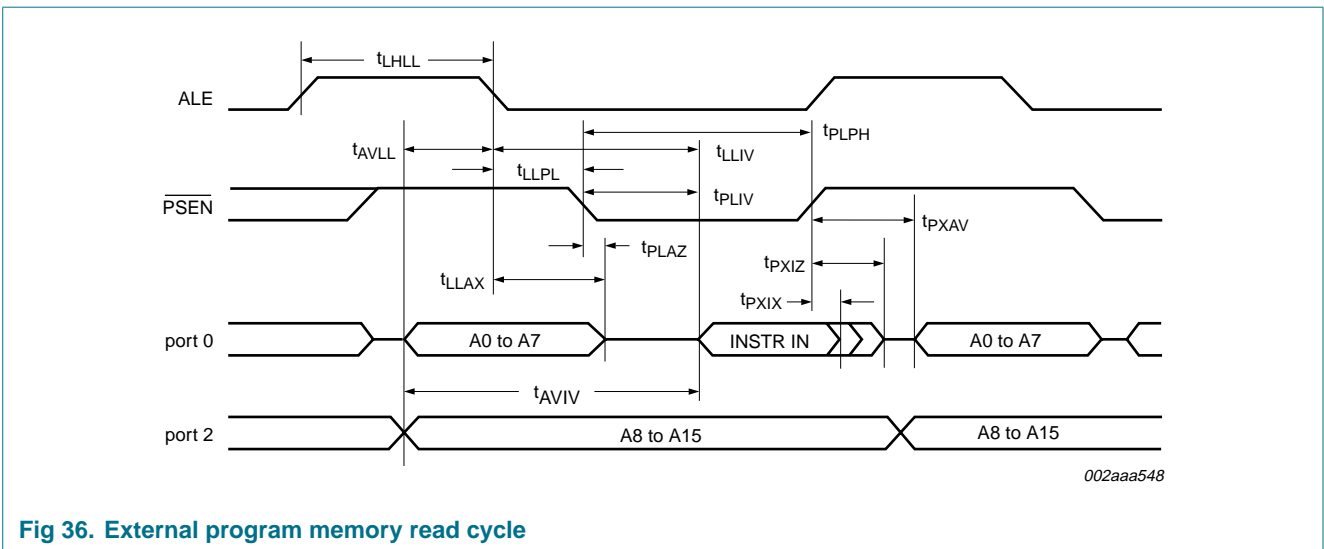 tLHLL
ALE
tPLPH
tAVLL
tLLIV
tLLPL
PSEN
tPLIV
tPXAV
tPLAZ
tPXIZ
tLLAX
tPXIX
port 0
A0 to A7
INSTR IN
A0 to A7
tAVIV
port 2
A8 to A15
A8 to A15
002aaa548
Fig 36. External program memory read cycle